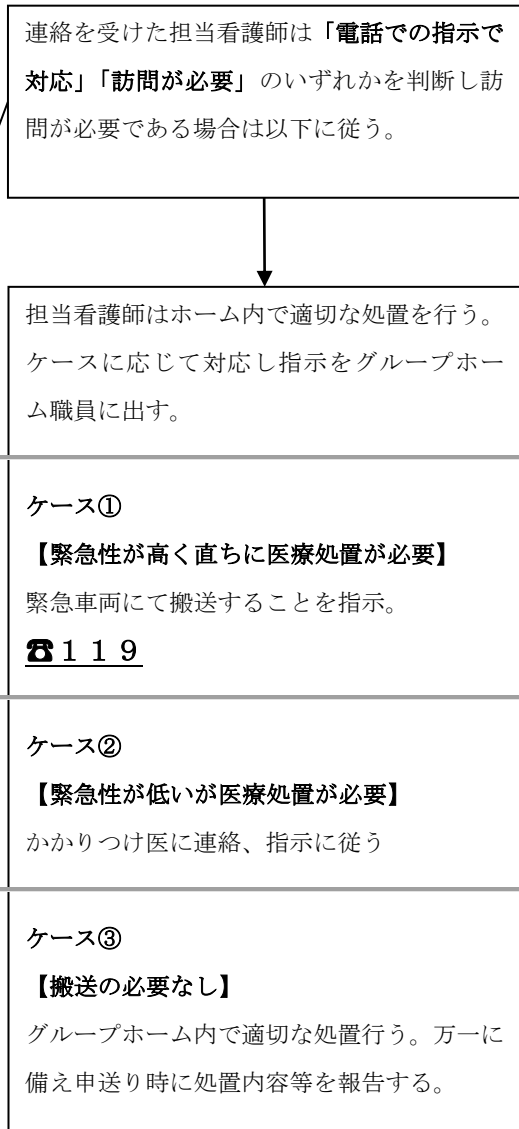 連絡を受けた担当看護師は「電話での指示で
対応」「訪問が必要」のいずれかを判断し訪
問が必要である場合は以下に従う。
担当看護師はホーム内で適切な処置を行う。
ケースに応じて対応し指示をグループホー
ム職員に出す。
ケース①
【緊急性が高く直ちに医療処置が必要】
緊急車両にて搬送することを指示。
☎１１９
ケース②
【緊急性が低いが医療処置が必要】
かかりつけ医に連絡、指示に従う
ケース③
【搬送の必要なし】
グループホーム内で適切な処置行う。万一に
備え申送り時に処置内容等を報告する。